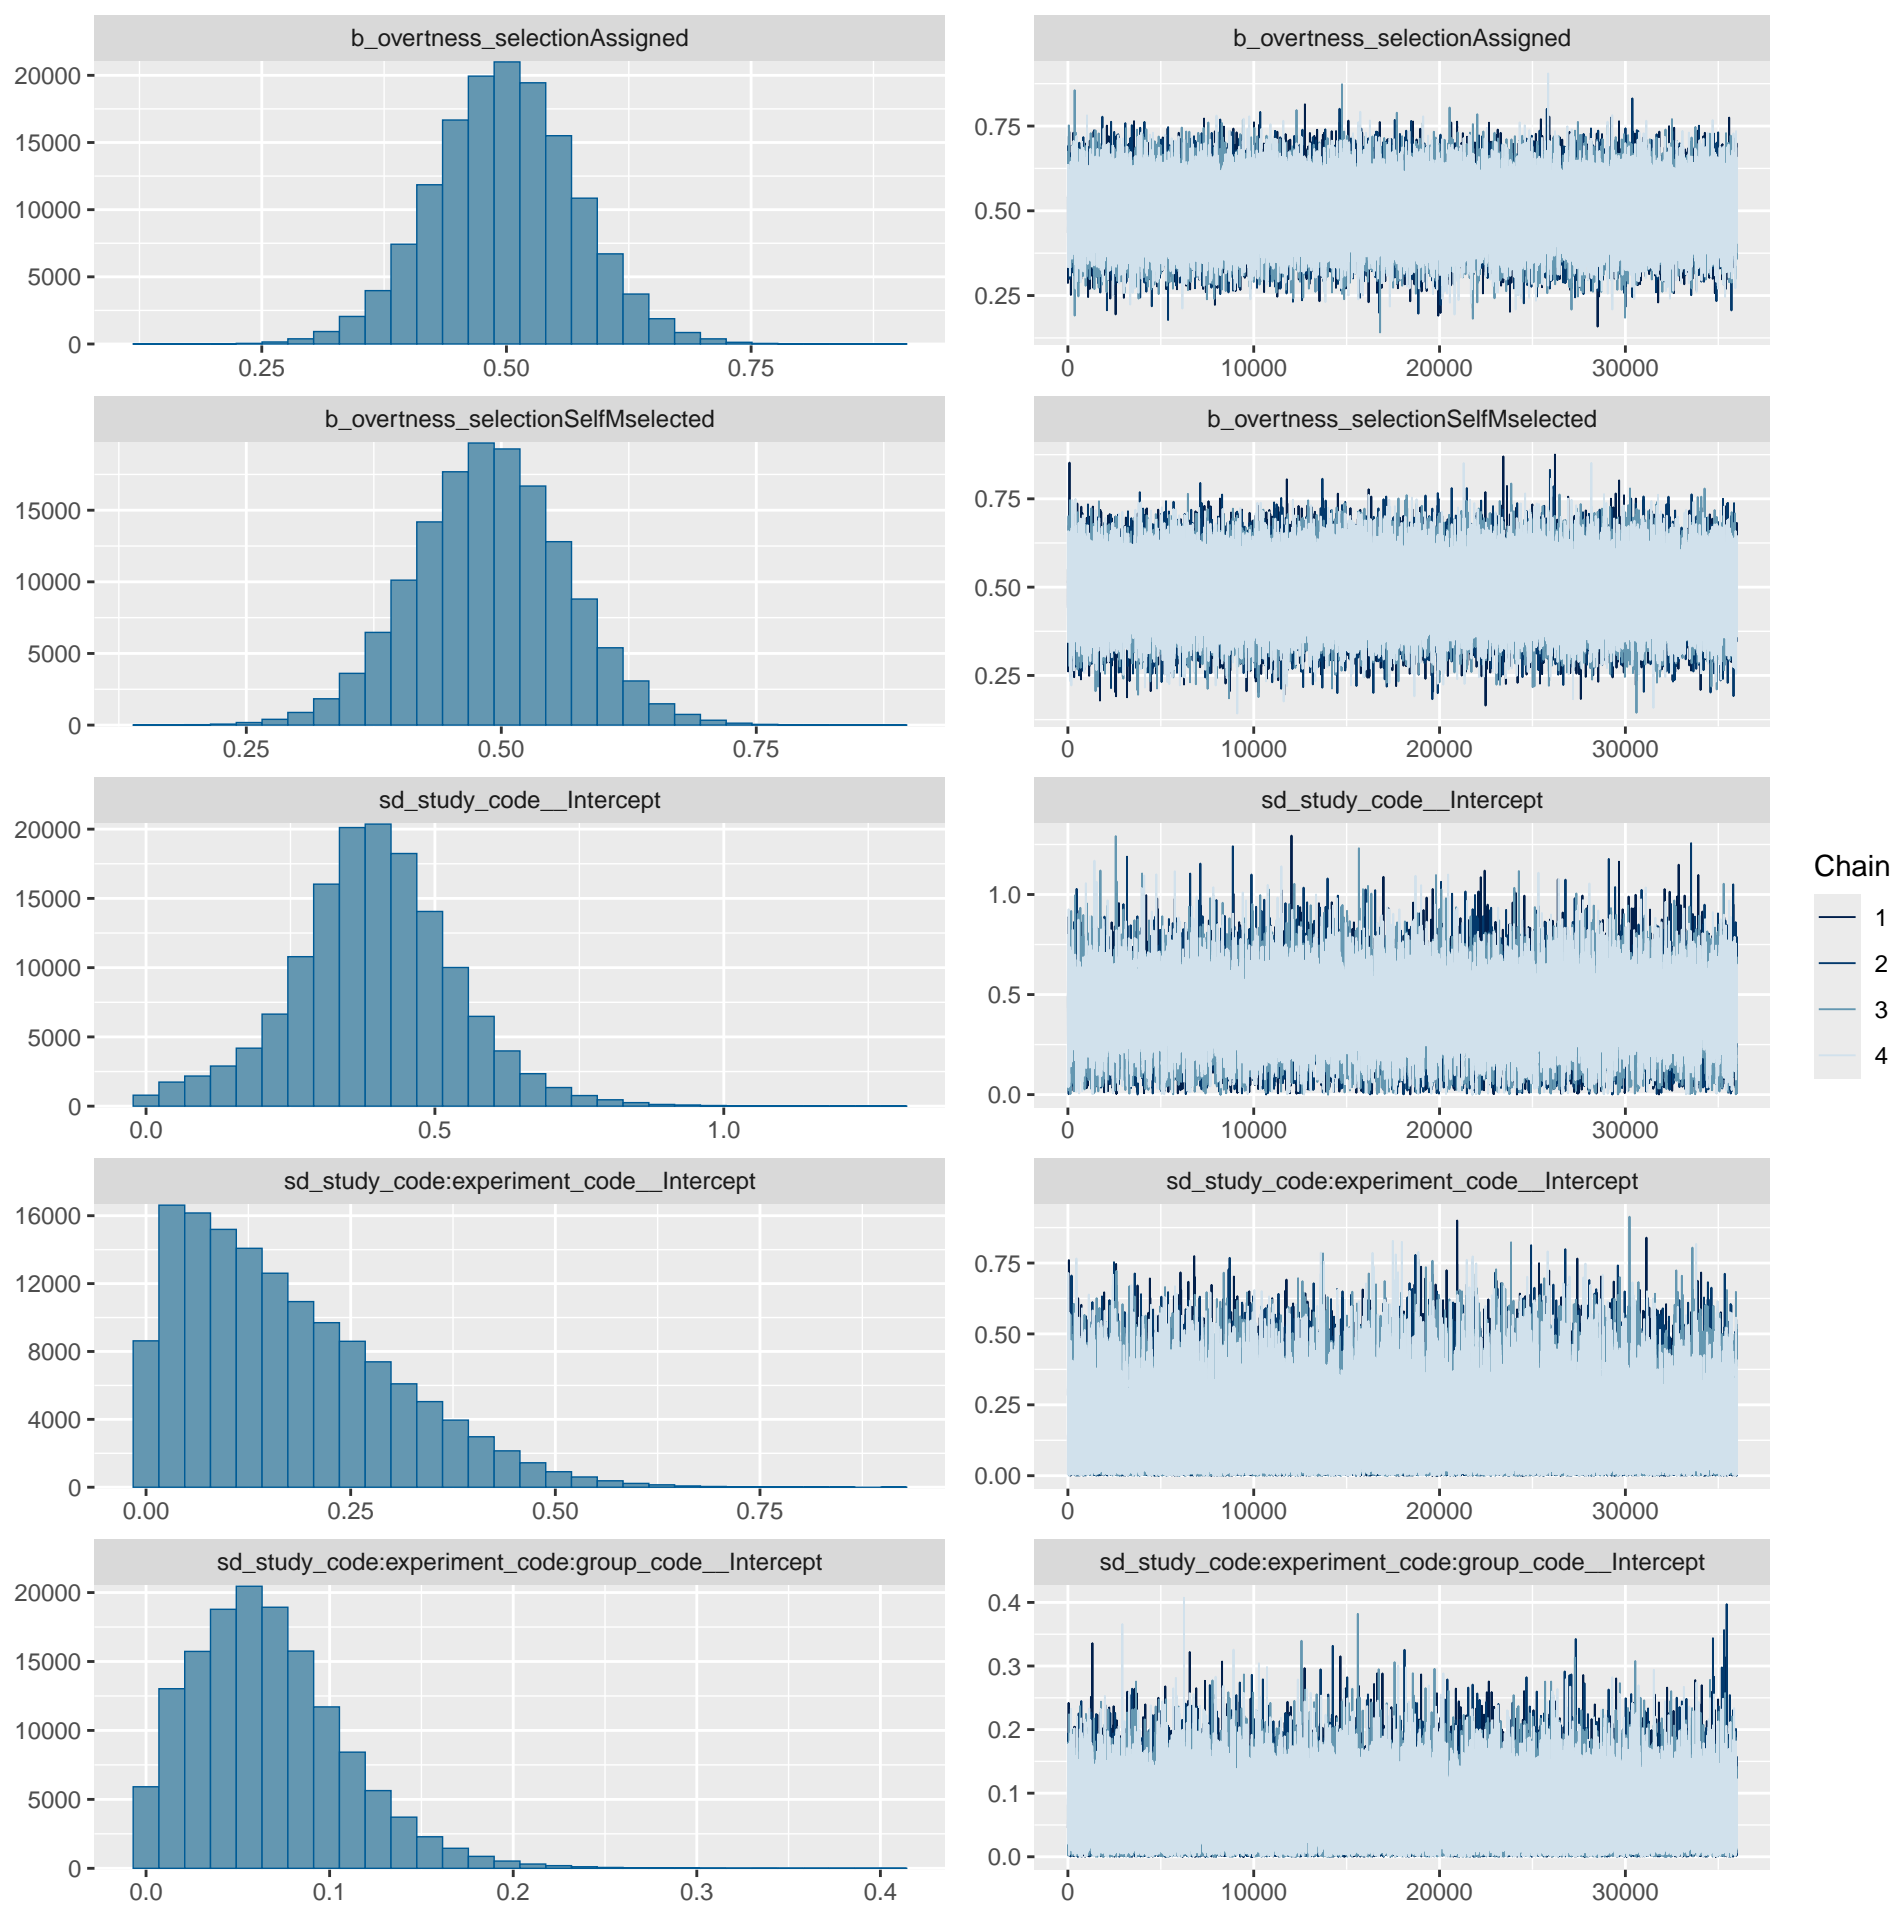 b_overtness_selectionAssigned
20000
15000
10000
5000
0
0.25 0.50 0.75
b_overtness_selectionAssigned
0.75
0.50
0.25
0 10000 20000 30000
b_overtness_selectionSelfMselected
15000
10000
5000
0
0.25 0.50 0.75
b_overtness_selectionSelfMselected
0.75
0.50
0.25
0 10000 20000 30000
sd_study_code__Intercept
20000
15000
10000
5000
0
0.0 0.5 1.0
sd_study_code__Intercept
1.0
0.5
0.0
0 10000 20000 30000
sd_study_code:experiment_code__Intercept
16000
12000
8000
4000
0
0.00 0.25 0.50 0.75
sd_study_code:experiment_code__Intercept
0.75
0.50
0.25
0.00
0 10000 20000 30000
sd_study_code:experiment_code:group_code__Intercept
20000
15000
10000
5000
0
0.0 0.1 0.2 0.3 0.4
sd_study_code:experiment_code:group_code__Intercept
0.4
0.3
0.2
0.1
0.0
0 10000 20000 30000
Chain
1
2
3
4